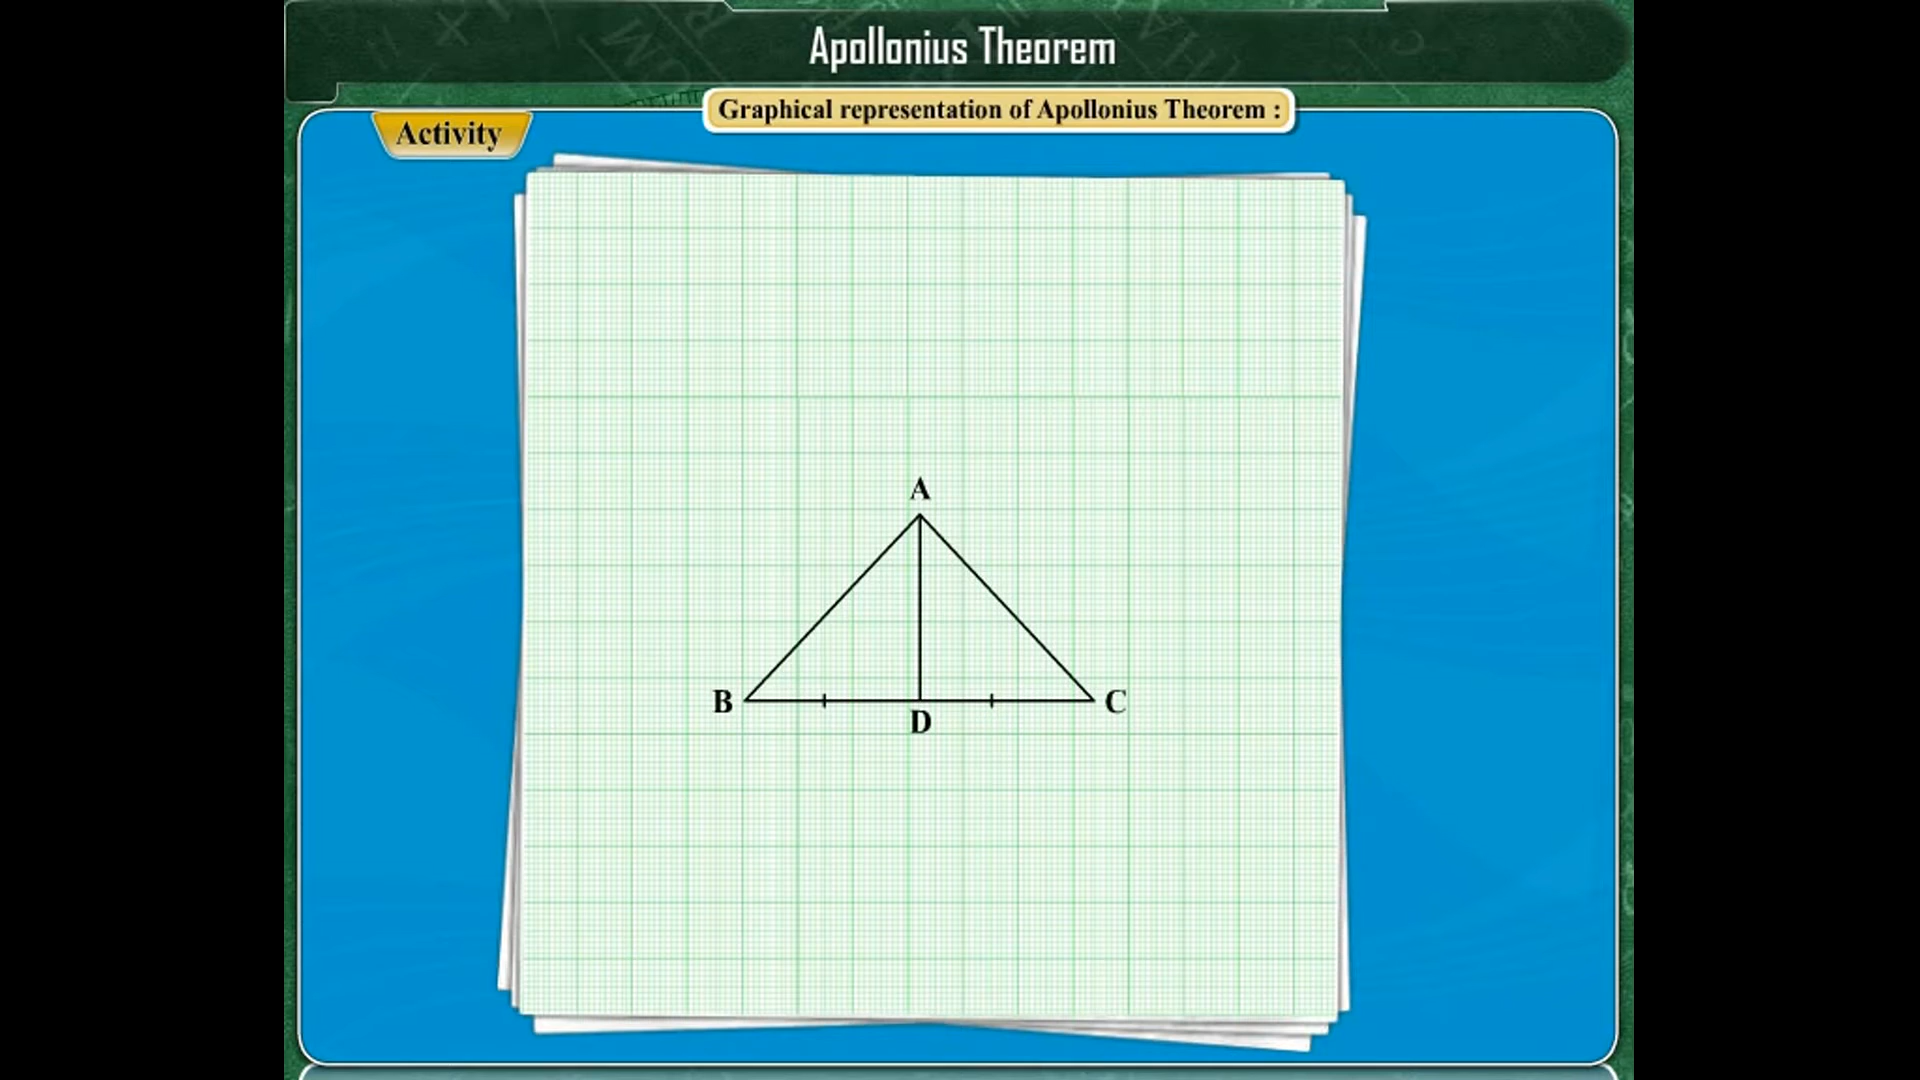 Apollonius Theorem
Graphical representation of Apollonius Theorem :
Activity
A
B
C
D